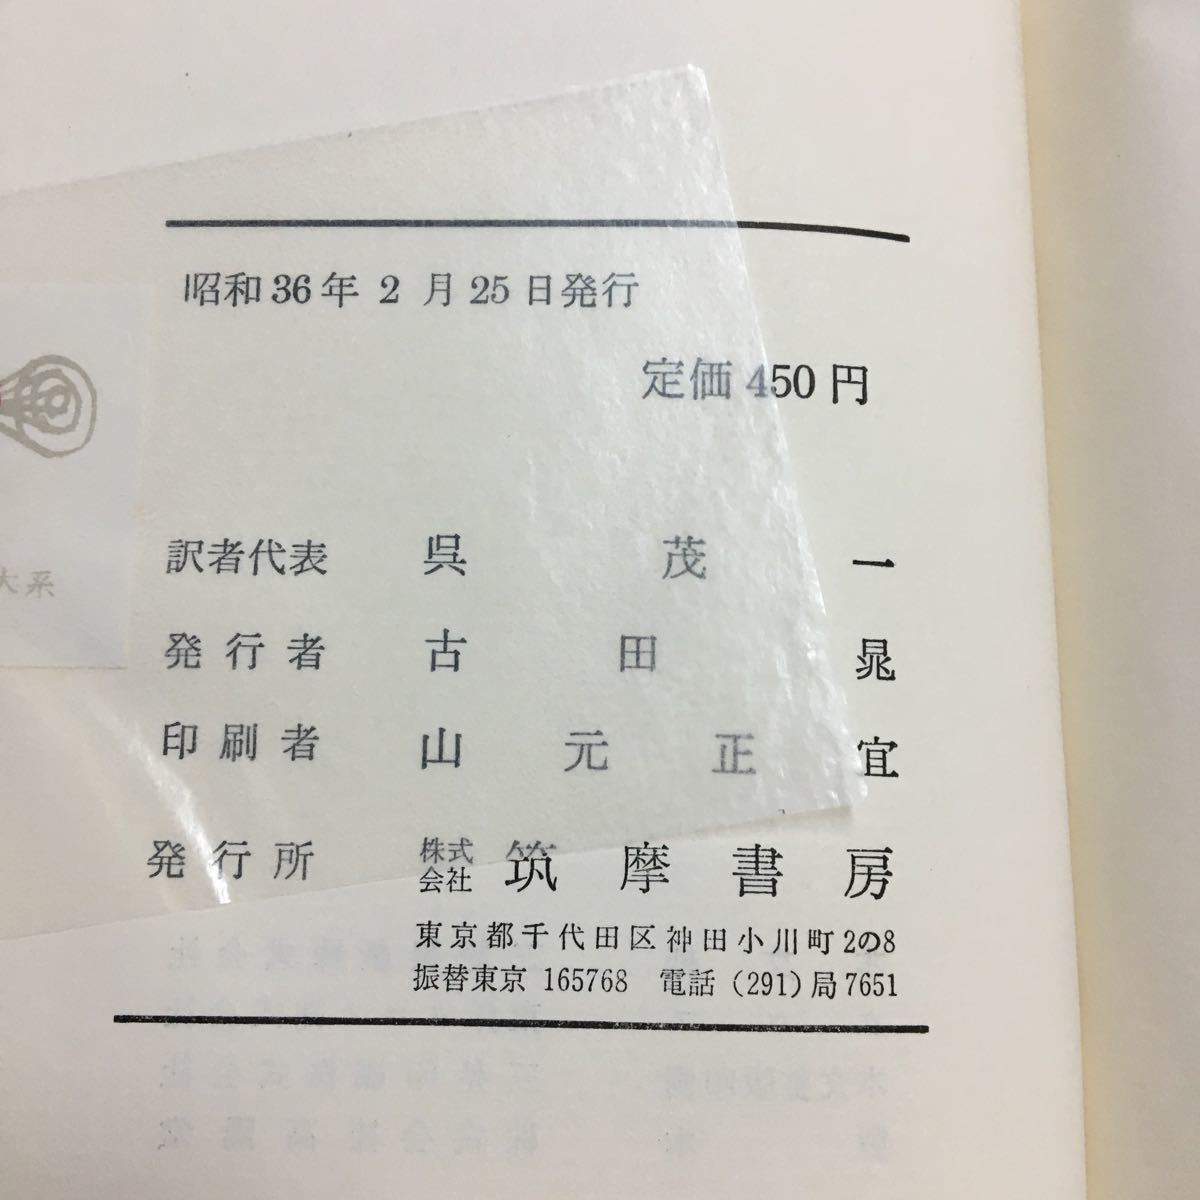 昭和36年2月25日発行
定価450円
大系
訳者代表 呉茂一
発行者 古田晁
印刷者 山元正宜
発行所 株式会社 筑摩書房
東京都千代田区神田小川町2の8
振替東京 165768 電話 (291) 局7651